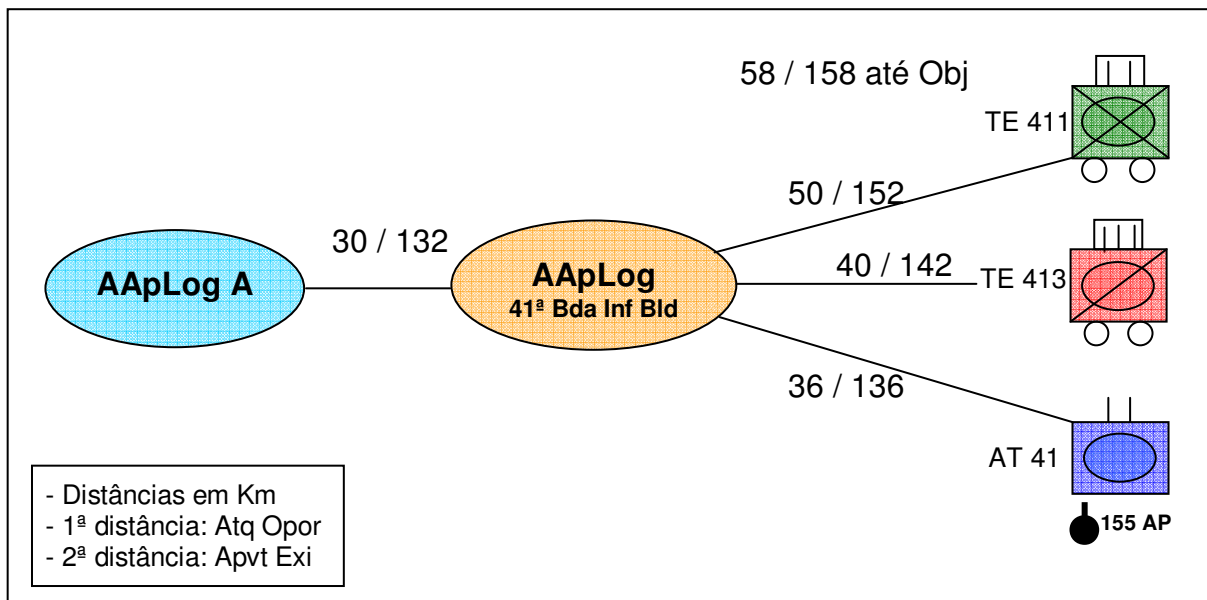 58 / 158 até Obj
TE 411
50 / 152
30 / 132
AApLog A
AApLog
41ª Bda Inf Bld
40 / 142
TE 413
36 / 136
AT 41
155 AP
- Distâncias em Km
- 1ª distância: Atq Opor
- 2ª distância: Apvt Exi